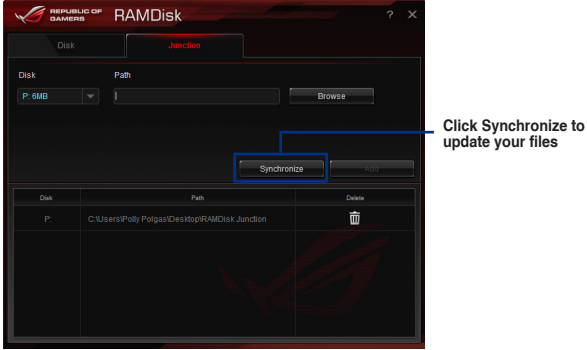 REPUBLIC OF
GAMERS
RAMDisk
? ×
Disk Junction
Disk Path
P: 6MB Browse
Click Synchronize to
update your files
Synchronize Add
Disk Path Delete
P: C:\Users\Polly Polgas\Desktop\RAMDisk Junction